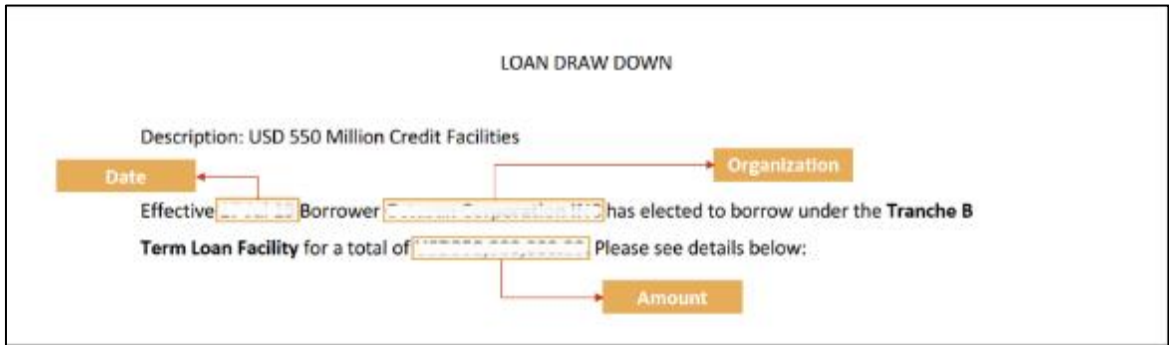 LOAN DRAW DOWN
Description: USD 550 Million Credit Facilities
Organization
Date
Effective Borrower has elected to borrow under the Tranche B
Term Loan Facility for a total of Please see details below:
Amount